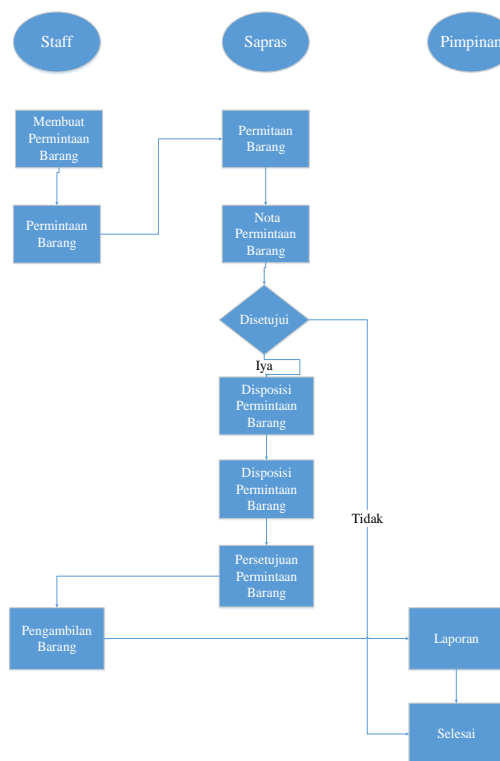 Staff
Sapras
Pimpinan
Membuat
Permintaan
Barang
Permitaan
Barang
Permintaan
Barang
Nota
Permintaan
Barang
Disetujui
Iya
Disposisi
Permintaan
Barang
Disposisi
Permintaan
Barang
Tidak
Persetujuan
Permintaan
Barang
Pengambilan
Barang
Laporan
Selesai